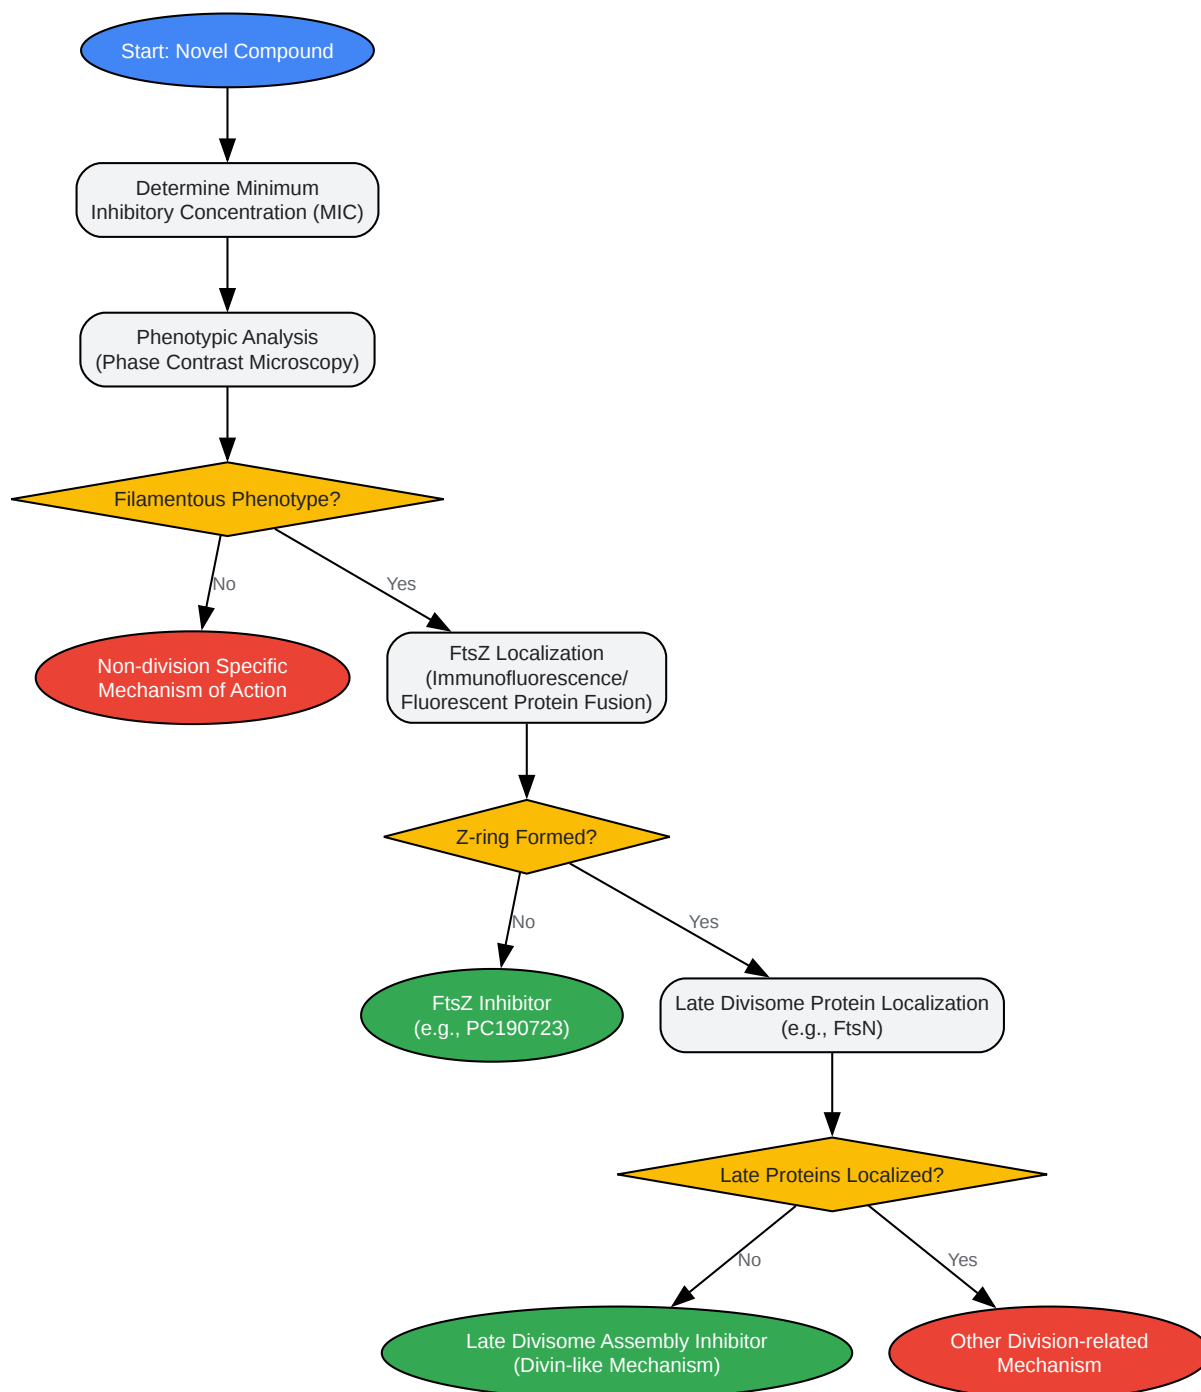 Start: Novel Compound
Determine Minimum
Inhibitory Concentration (MIC)
Phenotypic Analysis
(Phase Contrast Microscopy)
Filamentous Phenotype?
No
Yes
Non-division Specific
Mechanism of Action
FtsZ Localization
(Immunofluorescence/
Fluorescent Protein Fusion)
Z-ring Formed?
No
Yes
FtsZ Inhibitor
(e.g., PC190723)
Late Divisome Protein Localization
(e.g., FtsN)
Late Proteins Localized?
No
Yes
Late Divisome Assembly Inhibitor
(Divin-like Mechanism)
Other Division-related
Mechanism